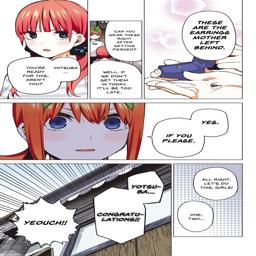 THESE ARE
THE
EARRINGS
MOTHER
LEFT
BEHIND.
CAN YOU
WEAR THESE
RIGHT
AFTER
GETTING
PIERCED?
WELL, IF
WE DON'T
GET THEM
IN TODAY,
IT'LL BE TOO
LATE.
YOTSUBA...
YOU'RE
READY
FOR THIS,
AREN'T
YOU?
YES.
IF YOU
PLEASE.
ALL RIGHT,
LET'S DO
THIS, GIRLS!
ONE,
TWO...
YOTSU-
BA...
CONGRATU-
LATIONS!!
YEOUCH!!